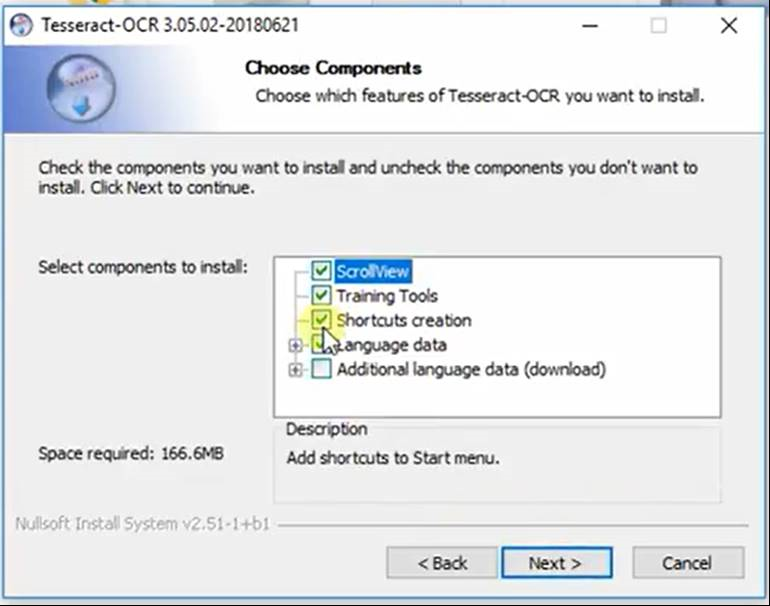 Tesseract-OCR 3.05.02-20180621
Choose Components
Choose which features of Tesseract-OCR you want to install.
Check the components you want to install and uncheck the components you don't want to
install. Click Next to continue.
Select components to install:
ScrollView
Training Tools
Shortcuts creation
Language data
Additional language data (download)
Space required: 166.6MB
Description
Add shortcuts to Start menu.
Nullsoft Install System v2.51-1+b1
< Back
Next >
Cancel